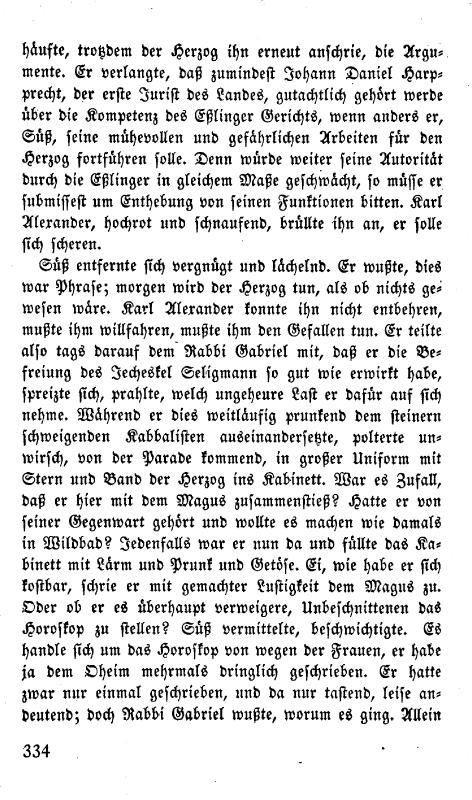 häufte, trotzdem der Herzog ihn erneut anschrie, die Argu-
mente. Er verlangte, daß zumindest Johann Daniel Harp-
precht, der erste Jurist des Landes, gutachtlich gehört werde
über die Kompetenz des Eßlinger Gerichts, wenn anders er,
Süß, seine mühevollen und gefährlichen Arbeiten für den
Herzog fortführen solle. Denn würde weiter seine Autorität
durch die Eßlinger in gleichem Maße geschwächt, so müsse er
submissest um Enthebung von seinen Funktionen bitten. Karl
Alexander, hochrot und schnaufend, brüllte ihn an, er solle
sich scheren.
Süß entfernte sich vergnügt und lächelnd. Er wußte, dies
war Phrase; morgen wird der Herzog tun, als ob nichts ge-
wesen wäre. Karl Alexander konnte ihn nicht entbehren,
mußte ihm willfahren, mußte ihm den Gefallen tun. Er teilte
also tags darauf dem Rabbi Gabriel mit, daß er die Be-
freiung des Jecheskel Seligmann so gut wie erwirkt habe,
spreizte sich, prahlte, welch ungeheure Last er dafür auf sich
nehme. Während er dies weitläufig prunkend dem steinern
schweigenden Kabbalisten auseinandersetzte, polterte un-
wirsch, von der Parade kommend, in großer Uniform mit
Stern und Band der Herzog ins Kabinett. War es Zufall,
daß er hier mit dem Magus zusammenstieß? Hatte er von
seiner Gegenwart gehört und wollte es machen wie damals
in Wildbad? Jedenfalls war er nun da und füllte das Ka-
binett mit Lärm und Prunk und Getöse. Ei, wie habe er sich
kostbar, schrie er mit gemachter Lustigkeit dem Magus zu.
Oder ob er es überhaupt verweigere, Unbeschnittenen das
Horoskop zu stellen? Süß vermittelte, beschwichtigte. Es
handle sich um das Horoskop von wegen der Frauen, er habe
ja dem Oheim mehrmals dringlich geschrieben. Er hatte
zwar nur einmal geschrieben, und da nur tastend, leise an-
deutend; doch Rabbi Gabriel wußte, worum es ging. Allein
334